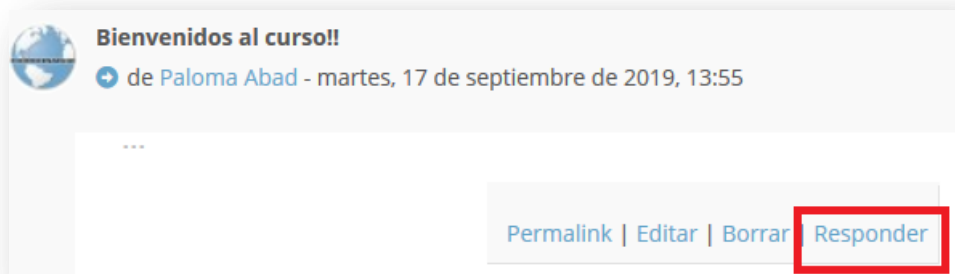 Bienvenidos al curso!!
de Paloma Abad - martes, 17 de septiembre de 2019, 13:55
...
Permalink | Editar | Borrar | Responder